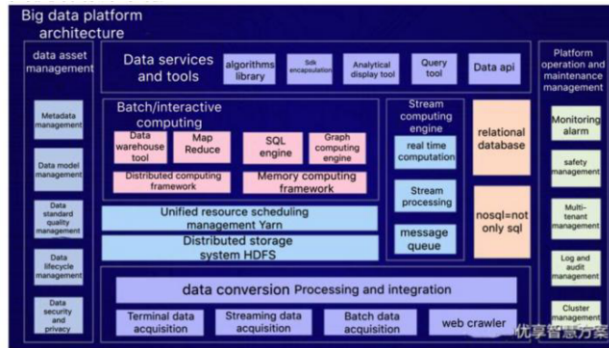 Big data platform
architecture
data asset
management
Metadata
management
Data model
management
Data
standard
quality
management
Data
lifecycle
management
Data
security
and privacy
Data services
and tools
algorithms
library
Sdk
encapsulation
Analytical
display tool
Query
tool
Data api
Batch/interactive
computing
Data
warehouse
tool
Map
Reduce
SQL
engine
Graph
computing
engine
Distributed computing
framework
Memory computing
framework
Stream
computing
engine
real time
computation
Stream
processing
message
queue
relational
database
nosql=not
only sql
Unified resource scheduling
management Yarn
Distributed storage
system HDFS
data conversion Processing and integration
Terminal data
acquisition
Streaming data
acquisition
Batch data
acquisition
web crawler
Platform
operation and
maintenance
management
Monitoring
alarm
safety
management
Multi-
tenant
management
Log and
audit
management
Cluster
management
优享智慧方案